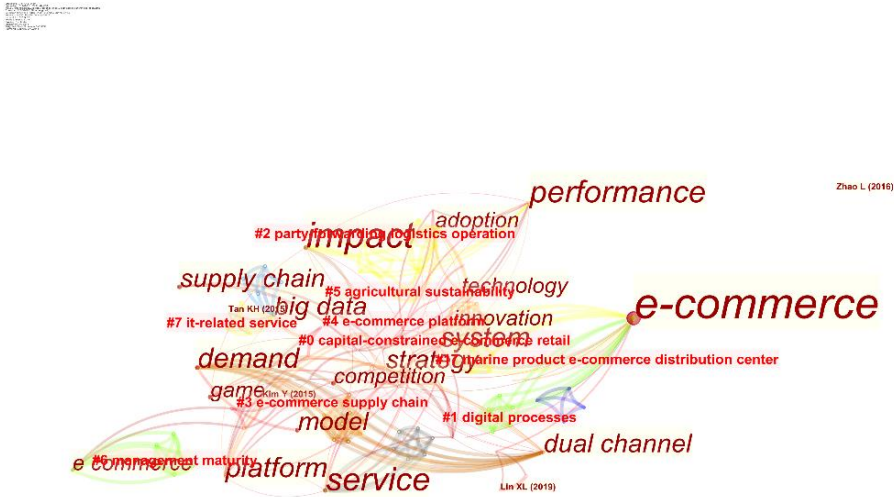 performance
Zhao L (2016)
adoption
impact
#2 party forwarding logistics operation
supply chain
technology
#5 agricultural sustainability
e-commerce
Tan KH (2015)
big data
innovation
#7 it-related service
#4 e-commerce platform
system
#0 capital-constrained e-commerce retail
demand
strategy
marine product e-commerce distribution center
competition
game
Kim Y (2015)
#3 e-commerce supply chain
model
#1 digital processes
dual channel
e commerce
#6 management maturity
platform
service
Lin XL (2019)